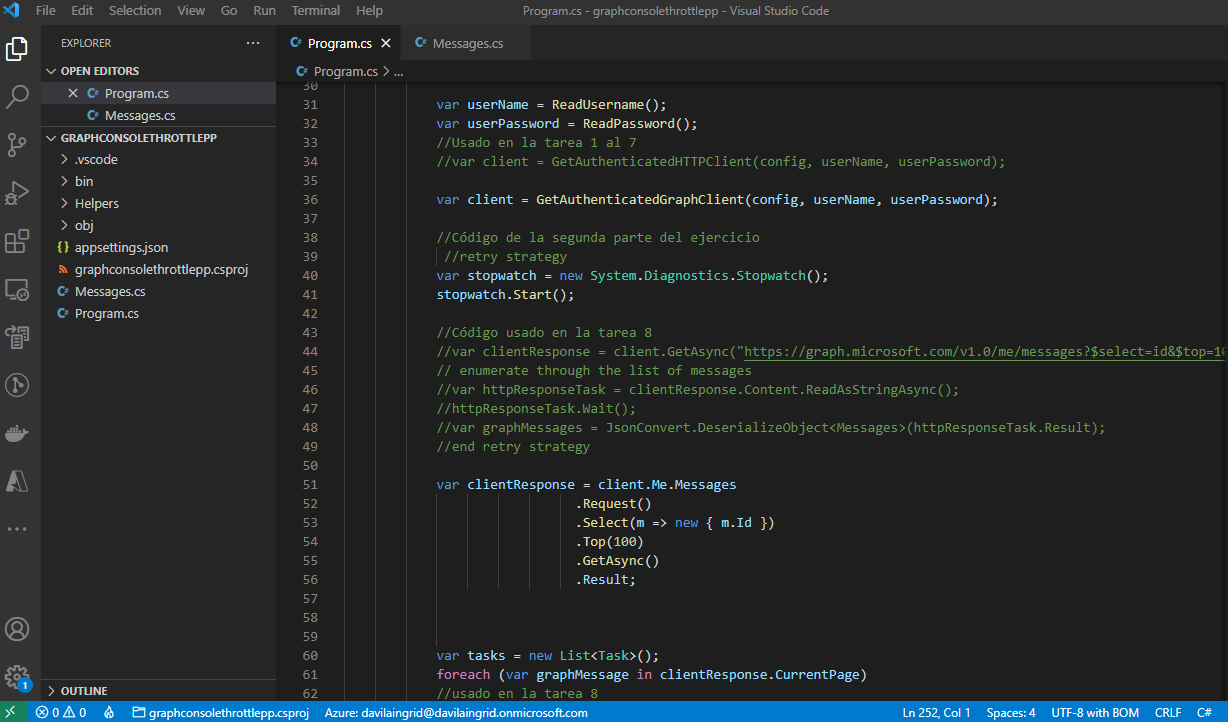 File Edit Selection View Go Run Terminal Help Program.cs - graphconsolethrottlepp - Visual Studio Code
EXPLORER ...
OPEN EDITORS
Program.cs
Messages.cs
GRAPHCONSOLETHROTTLEPP
.vscode
bin
Helpers
obj
{} appsettings.json
graphconsolethrottlepp.csproj
C# Messages.cs
C# Program.cs
OUTLINE
1
C# Program.cs C# Messages.cs
C# Program.cs > ...
30
31 var userName = ReadUsername();
32 var userPassword = ReadPassword();
33 //Usado en la tarea 1 al 7
34 //var client = GetAuthenticatedHTTPClient(config, userName, userPassword);
35
36 var client = GetAuthenticatedGraphClient(config, userName, userPassword);
37
38 //Código de la segunda parte del ejercicio
39 //retry strategy
40 var stopwatch = new System.Diagnostics.Stopwatch();
41 stopwatch.Start();
42
43 //Código usado en la tarea 8
44 //var clientResponse = client.GetAsync("https://graph.microsoft.com/v1.0/me/messages?$select=id&$top=10
45 // enumerate through the list of messages
46 //var httpResponseTask = clientResponse.Content.ReadAsStringAsync();
47 //httpResponseTask.Wait();
48 //var graphMessages = JsonConvert.DeserializeObject<Messages>(httpResponseTask.Result);
49 //end retry strategy
50
51 var clientResponse = client.Me.Messages
52 .Request()
53 .Select(m => new { m.Id })
54 .Top(100)
55 .GetAsync()
56 .Result;
57
58
59
60 var tasks = new List<Task>();
61 foreach (var graphMessage in clientResponse.CurrentPage)
62 //usado en la tarea 8
0 0 graphconsolethrottlepp.csproj Azure: davilaingrid@davilaingrid.onmicrosoft.com Ln 252, Col 1 Spaces: 4 UTF-8 with BOM CRLF C#